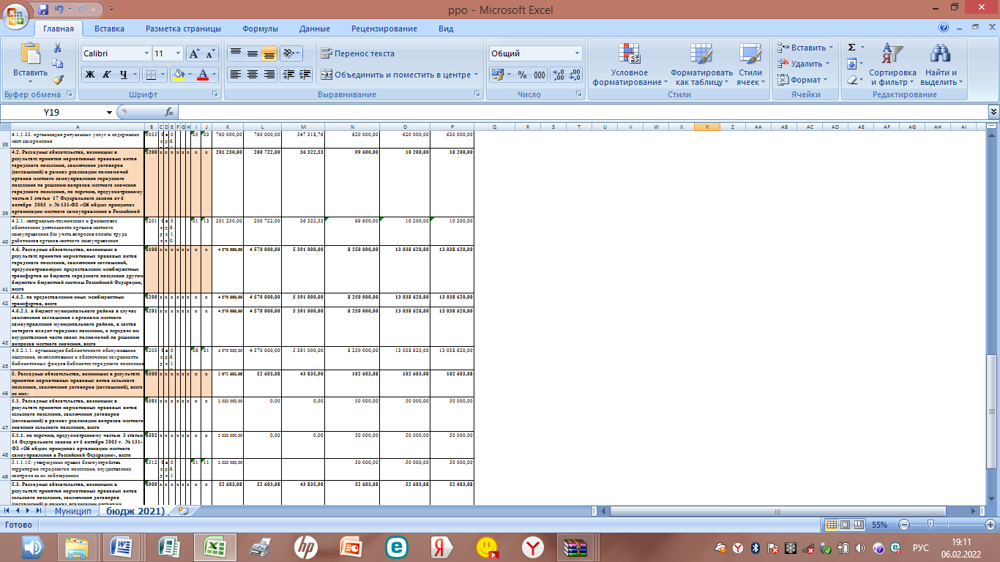 ppo - Microsoft Excel
Главная Вставка Разметка страницы Формулы Данные Рецензирование Вид
Вставить
Буфер обмена
Calibri 11
Ж К Ч
Шрифт
Перенос текста
Объединить и поместить в центре
Выравнивание
Общий
% 000
Число
Условное форматирование
Форматировать как таблицу
Стили ячеек
Стили
Вставить
Удалить
Формат
Ячейки
Сортировка и фильтр
Найти и выделить
Редактирование
Y19 fx
A B C D E F G H I J K L M N O P Q R S T U V W X Y Z AA AB AC AD AE AF AG AH AI
4.1.1.33. организация ритуальных услуг и содержание
мест захоронения
38 5035 05 03 760 000,00 760 000,00 547 318,76 620 000,00 620 000,00 620 000,00
4.2. Расходные обязательства, возникшие в
результате принятия нормативных правовых актов
городского поселения, заключения договоров
(соглашений) в рамках реализации полномочий
органов местного самоуправления городского
поселения по решению вопросов местного значения
городского поселения, по перечню, предусмотренному
частью 1 статьи 17 Федерального закона от 6
октября 2003 г. № 131-ФЗ «Об общих принципах
организации местного самоуправления в Российской
39 5200 x x x x x x x x 201 230,00 200 722,00 36 322,53 99 600,00 10 200,00 10 200,00
4.2.1. материально-техническое и финансовое
обеспечение деятельности органов местного
самоуправления без учета вопросов оплаты труда
работников органов местного самоуправления
40 5201 01 13 201 230,00 200 722,00 36 322,53 99 600,00 10 200,00 10 200,00
4.6. Расходные обязательства, возникшие в
результате принятия нормативных правовых актов
городского поселения, заключения соглашений,
предусматривающих предоставление межбюджетных
трансфертов из бюджета городского поселения другим
бюджетам бюджетной системы Российской Федерации,
всего
41 6100 x x x x x x x x 4 570 000,00 4 570 000,00 5 391 000,00 8 250 000,00 13 038 620,00 13 038 620,00
4.6.2. по предоставлению иных межбюджетных
трансфертов, всего
42 6200 x x x x x x x x 4 570 000,00 4 570 000,00 5 391 000,00 8 250 000,00 13 038 620,00 13 038 620,00
4.6.2.1. в бюджет муниципального района в случае
заключения соглашения с органами местного
самоуправления муниципального района, в состав
которого входит городское поселение, о передаче им
осуществления части своих полномочий по решению
вопросов местного значения, всего
43 6201 x x x x x x x x 4 570 000,00 4 570 000,00 5 391 000,00 8 250 000,00 13 038 620,00 13 038 620,00
4.6.2.1.1. организация библиотечного обслуживания
населения, комплектование и обеспечение сохранности
библиотечных фондов библиотек городского поселения
45 6203 08 01 4 570 000,00 4 570 000,00 5 391 000,00 8 250 000,00 13 038 620,00 13 038 620,00
5. Расходные обязательства, возникшие в результате
принятия нормативных правовых актов сельского
поселения, заключения договоров (соглашений), всего
из них:
46 6500 x x x x x x x x 2 072 603,08 52 603,08 43 835,90 102 603,08 102 603,08 102 603,08
5.1. Расходные обязательства, возникшие в
результате принятия нормативных правовых актов
сельского поселения, заключения договоров
(соглашений) в рамках реализации вопросов местного
значения сельского поселения, всего
47 6501 x x x x x x x x 2 020 000,00 0,00 0,00 50 000,00 50 000,00 50 000,00
5.1.1. по перечню, предусмотренному частью 3 статьи
14 Федерального закона от 6 октября 2003 г. № 131-
ФЗ «Об общих принципах организации местного
самоуправления в Российской Федерации», всего
48 6502 x x x x x x x x 2 020 000,00 0,00 0,00 50 000,00 50 000,00 50 000,00
5.1.1.10. утверждение правил благоустройства
территории городского поселения, осуществление
контроля за их соблюдением
49 6512 01 11 2 020 000,00 50 000,00 50 000,00 50 000,00
5.3. Расходные обязательства, возникшие в
результате принятия нормативных правовых актов
сельского поселения, заключения договоров
(соглашений) в рамках реализации органами
6900 x x x x x x x x 52 603,08 52 603,08 43 835,90 52 603,08 52 603,08 52 603,08
Муницип бюдж 2021)
Готово 55%
РУС 19:11
06.02.2022